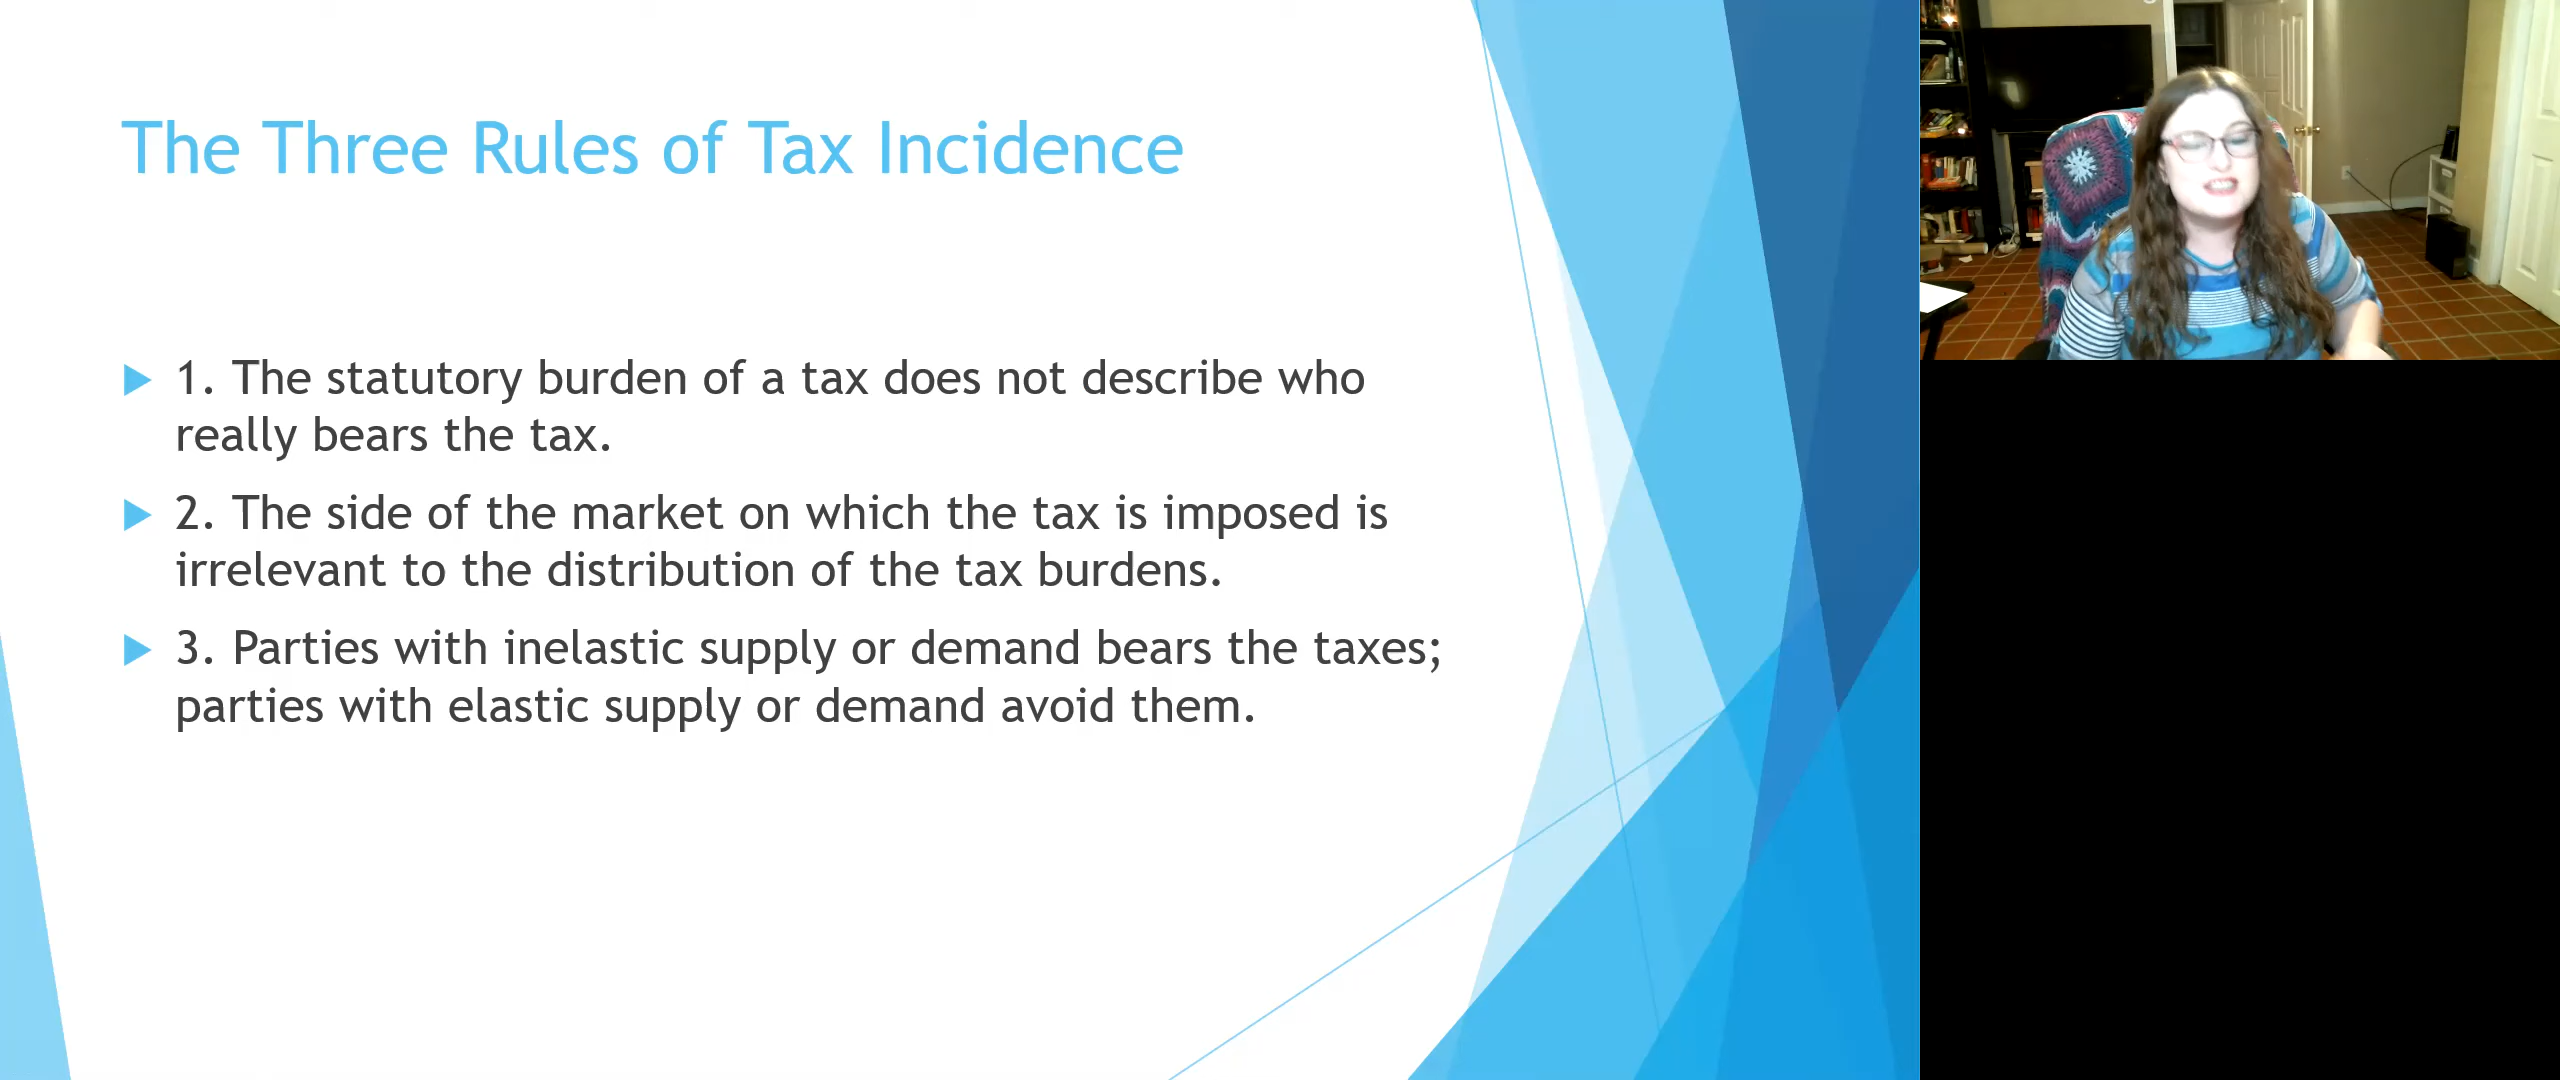 The Three Rules of Tax Incidence
1. The statutory burden of a tax does not describe who
really bears the tax.
2. The side of the market on which the tax is imposed is
irrelevant to the distribution of the tax burdens.
3. Parties with inelastic supply or demand bears the taxes;
parties with elastic supply or demand avoid them.